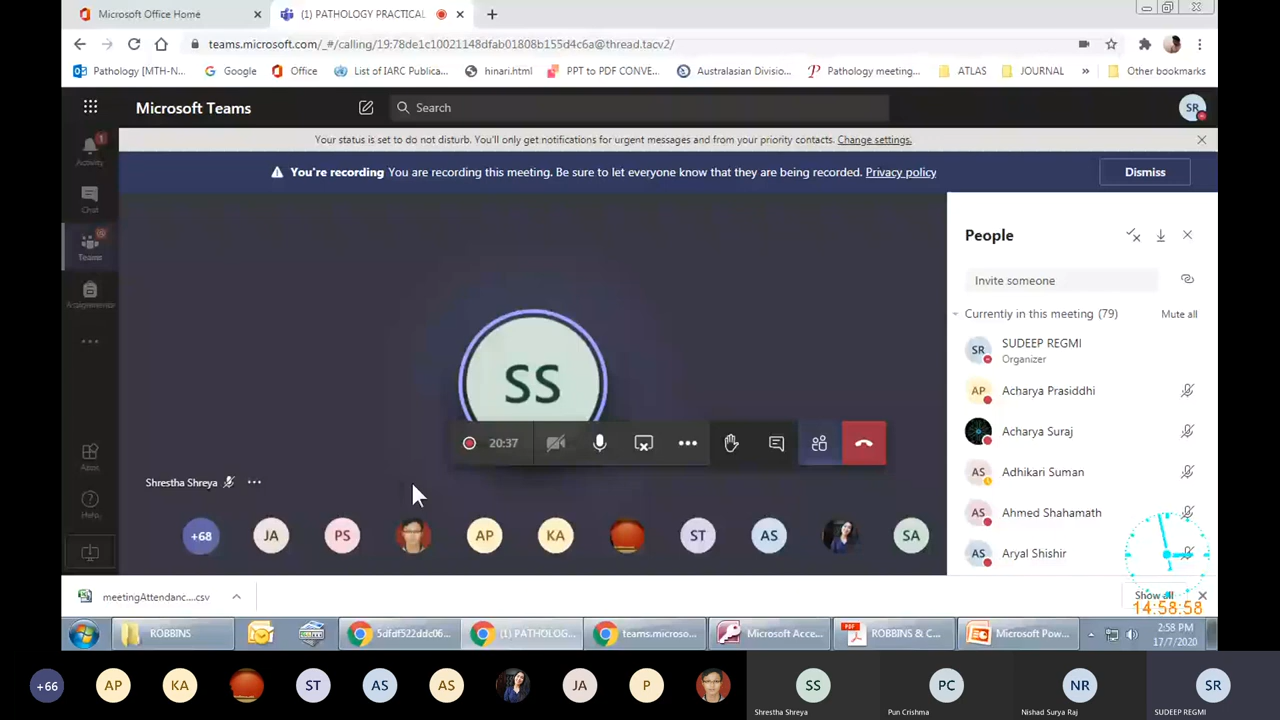 Microsoft Office Home
(1) PATHOLOGY PRACTICAL
teams.microsoft.com/_#/calling/19:78de1c10021148dfab01808b155d4c6a@thread.tacv2/
Pathology [MTH-N...
Google
Office
List of IARC Publica...
hinari.html
PPT to PDF CONVE...
Australasian Divisio...
Pathology meeting...
ATLAS
JOURNAL
»
Other bookmarks
Microsoft Teams
Search
SR
Your status is set to do not disturb. You'll only get notifications for urgent messages and from your priority contacts. Change settings.
You're recording You are recording this meeting. Be sure to let everyone know that they are being recorded. Privacy policy
Dismiss
1
Activity
Chat
Teams
Assignments
Apps
Help
SS
20:37
Shrestha Shreya
+68
JA
PS
AP
KA
ST
AS
SA
People
Invite someone
Currently in this meeting (79)
Mute all
SR
SUDEEP REGMI
Organizer
AP
Acharya Prasiddhi
Acharya Suraj
AS
Adhikari Suman
AS
Ahmed Shahamath
AS
Aryal Shishir
meetingAttendanc....csv
Show all
14:58:58
ROBBINS
5dfdf522ddc06...
(1) PATHOLOG...
teams.microso...
Microsoft Acce...
ROBBINS & C...
Microsoft Pow...
2:58 PM
17/7/2020
+66
AP
KA
ST
AS
AS
JA
P
SS
Shrestha Shreya
PC
Pun Crishma
NR
Nishad Surya Raj
SR
SUDEEP REGMI